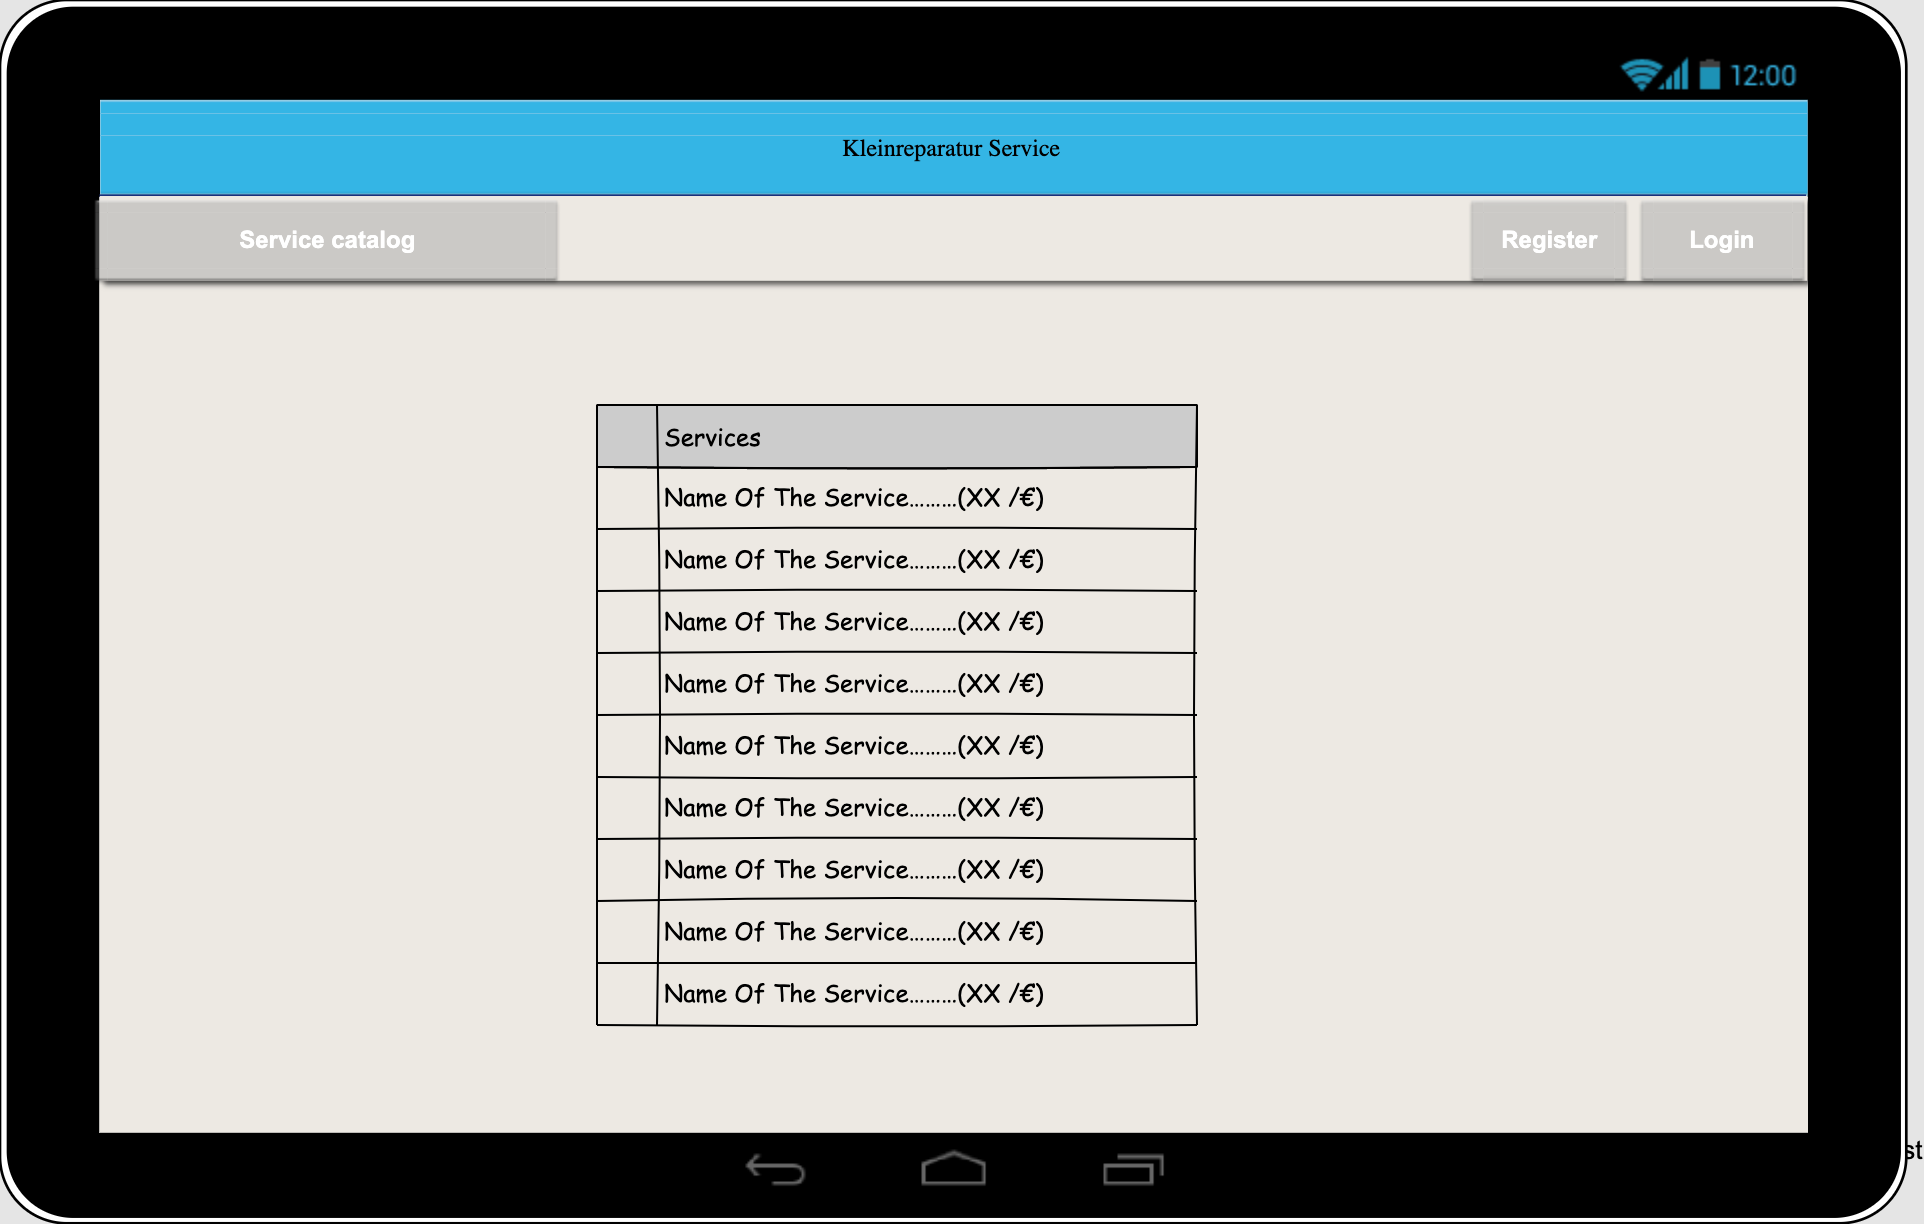 12:00
Kleinreparatur Service
Service catalog
Register
Login
Services
Name Of The Service.........(XX /€)
Name Of The Service.........(XX /€)
Name Of The Service.........(XX /€)
Name Of The Service.........(XX /€)
Name Of The Service.........(XX /€)
Name Of The Service.........(XX /€)
Name Of The Service.........(XX /€)
Name Of The Service.........(XX /€)
Name Of The Service.........(XX /€)